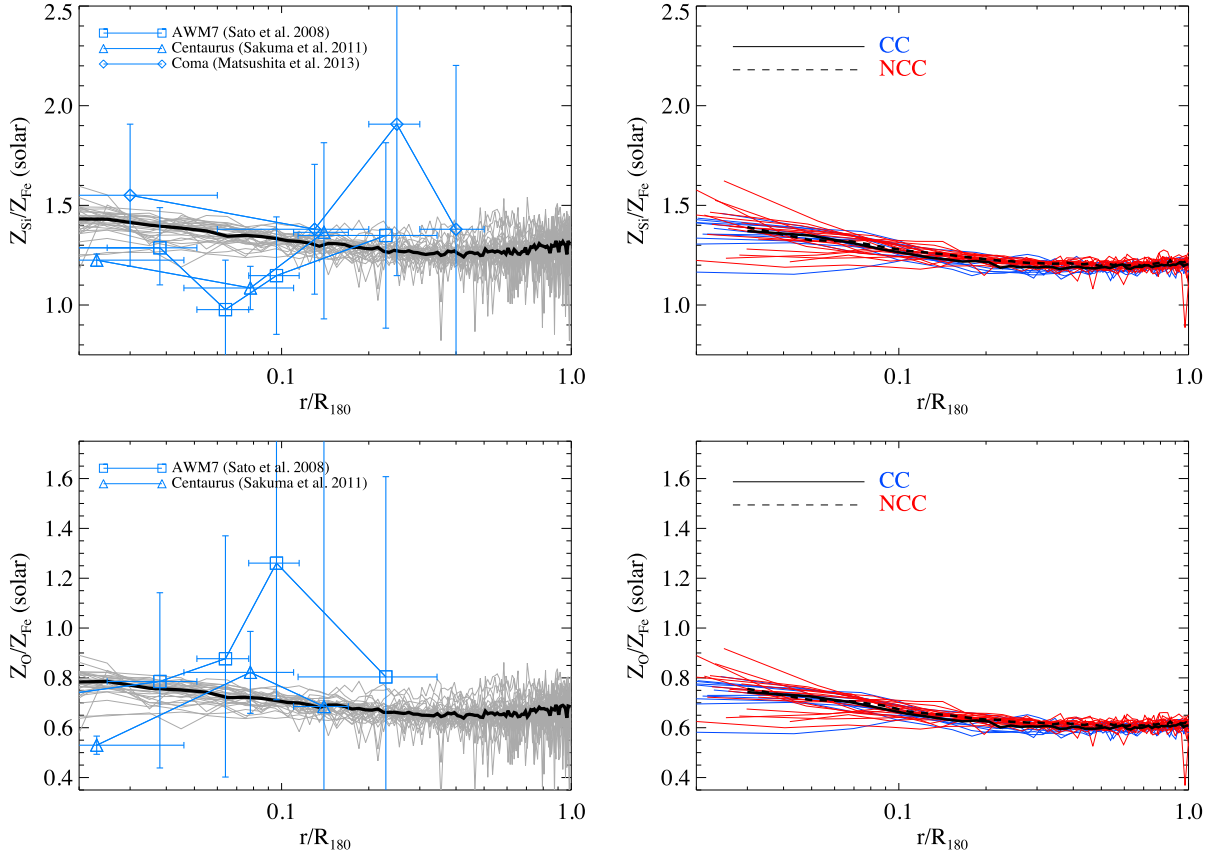 2.5
2.0
1.5
1.0
Z_Si/Z_Fe (solar)
AWM7 (Sato et al. 2008)
Centaurus (Sakuma et al. 2011)
Coma (Matsushita et al. 2013)
0.1
1.0
r/R_180
2.5
2.0
1.5
1.0
Z_Si/Z_Fe (solar)
CC
NCC
0.1
1.0
r/R_180
1.6
1.4
1.2
1.0
0.8
0.6
0.4
Z_O/Z_Fe (solar)
AWM7 (Sato et al. 2008)
Centaurus (Sakuma et al. 2011)
0.1
1.0
r/R_180
1.6
1.4
1.2
1.0
0.8
0.6
0.4
Z_O/Z_Fe (solar)
CC
NCC
0.1
1.0
r/R_180